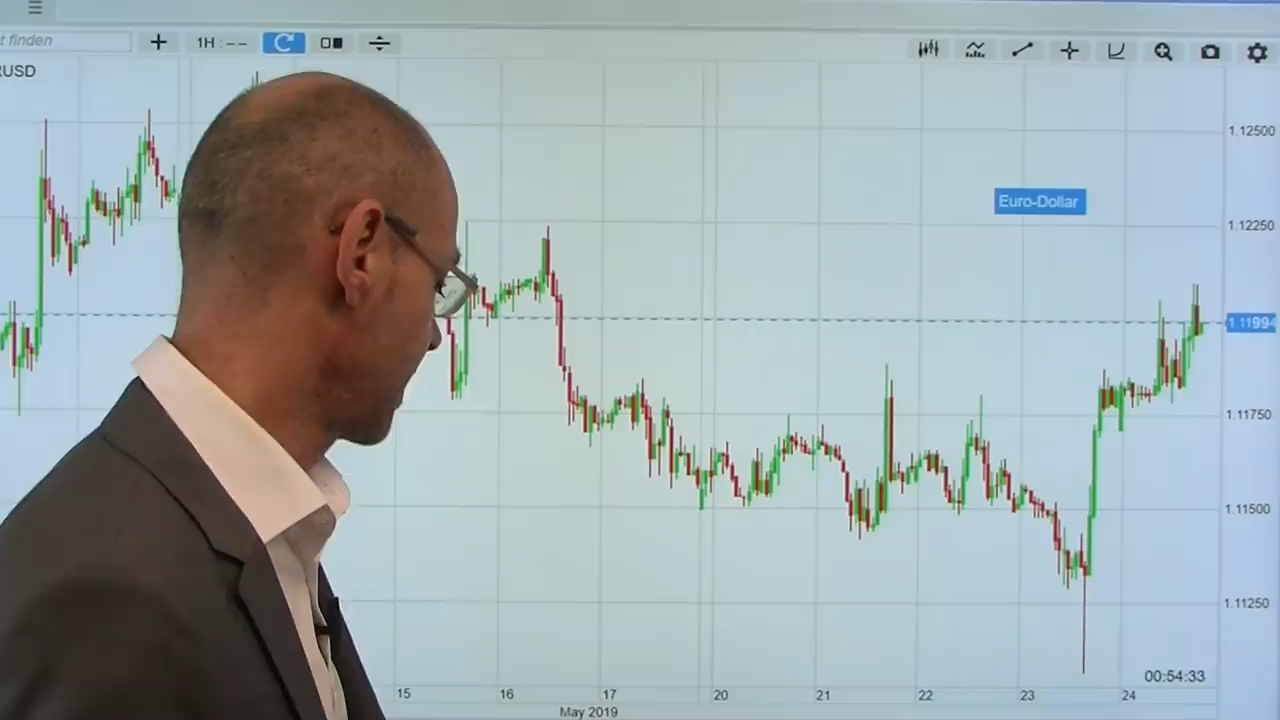 t finden
1H : --
RUSD
1.12500
Euro-Dollar
1.12250
1.11994
1.11750
1.11500
1.11250
00:54:33
15 16 17 20 21 22 23 24
May 2019